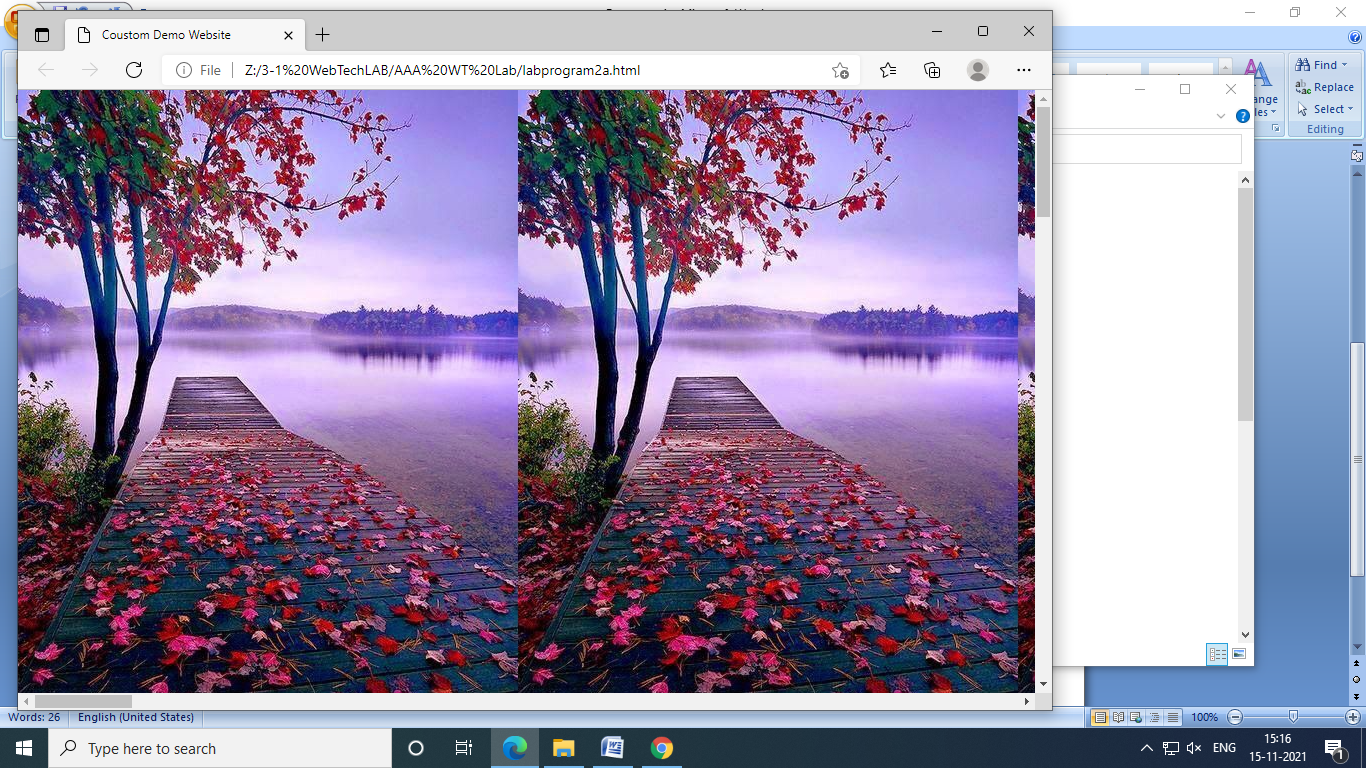 Coustom Demo Website
File
Z:/3-1%20WebTechLAB/AAA%20WT%20Lab/labprogram2a.html
Find
Replace
Select
Editing
Words: 26
English (United States)
100%
Type here to search
ENG
15:16
15-11-2021
1